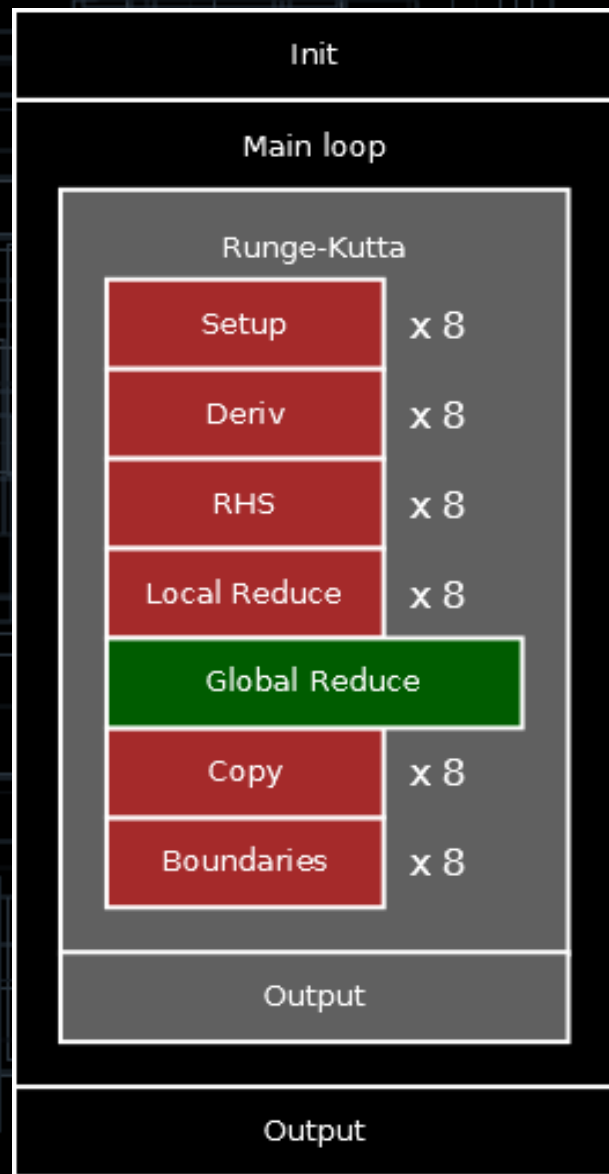 Init
Main loop
Runge-Kutta
Setup x 8
Deriv x 8
RHS x 8
Local Reduce x 8
Global Reduce
Copy x 8
Boundaries x 8
Output
Output